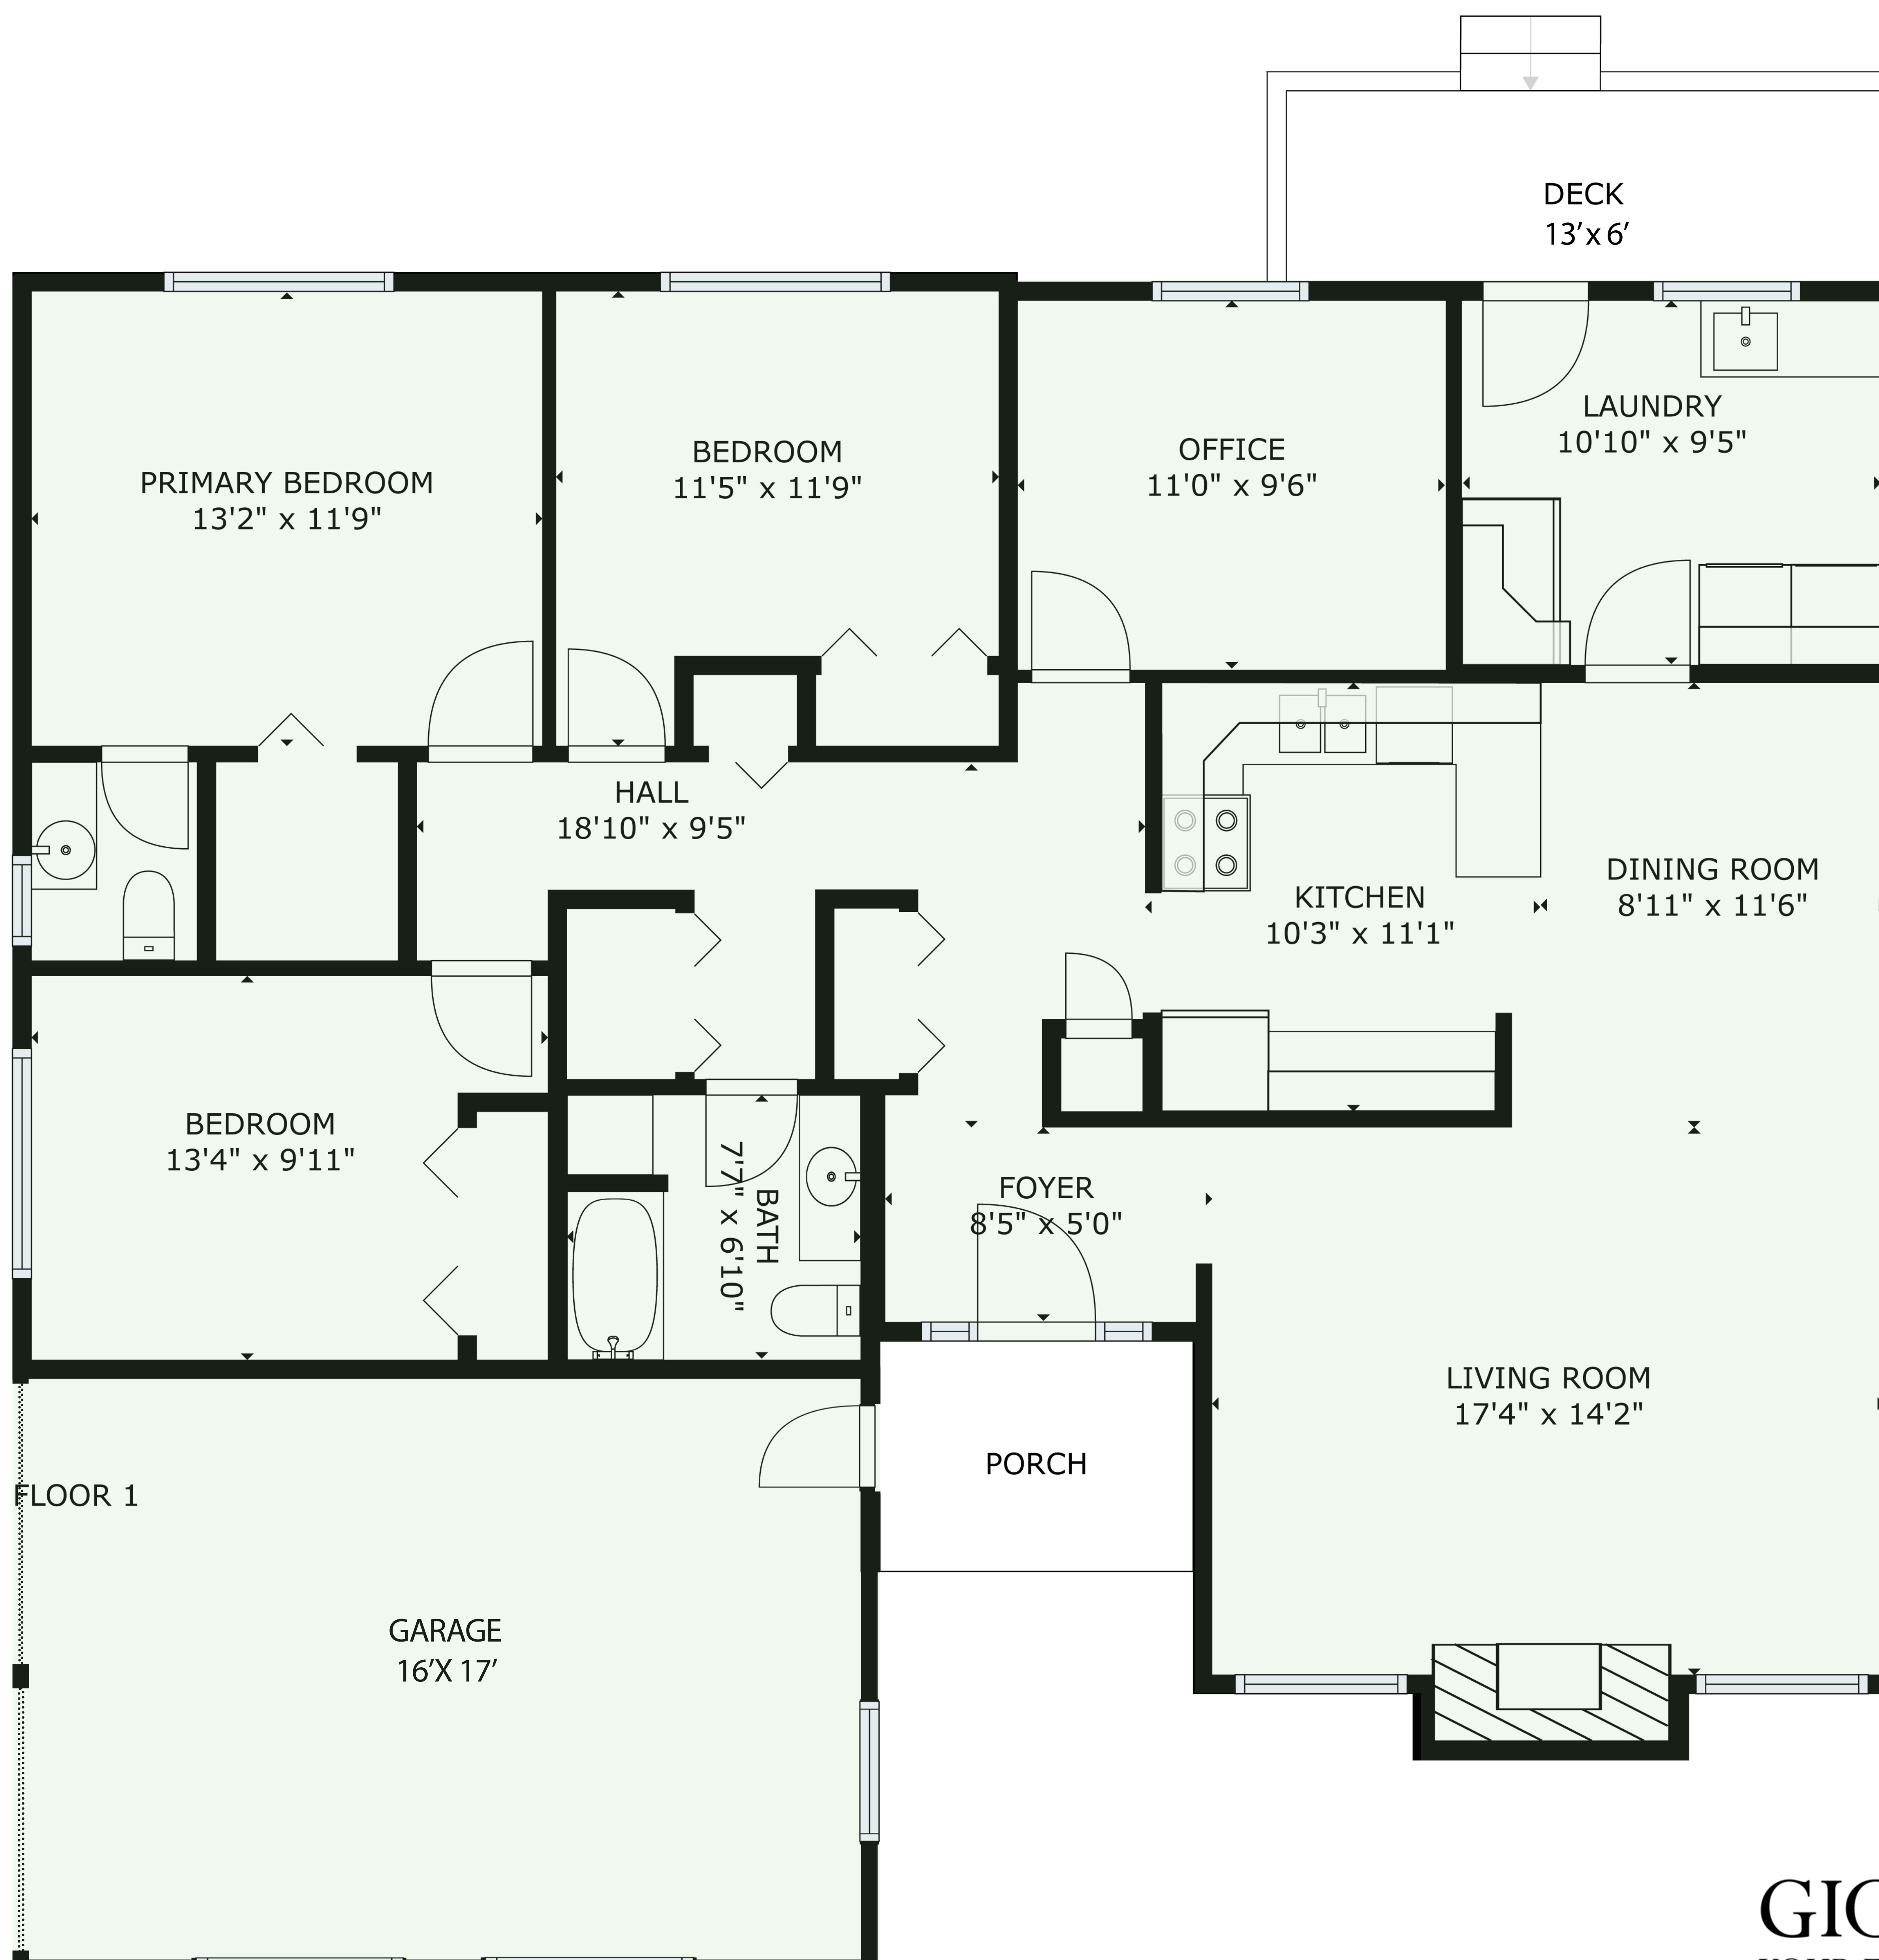 DECK
13'x 6'
PRIMARY BEDROOM
13'2" x 11'9"
BEDROOM
11'5" x 11'9"
OFFICE
11'0" x 9'6"
LAUNDRY
10'10" x 9'5"
HALL
18'10" x 9'5"
KITCHEN
10'3" x 11'1"
DINING ROOM
8'11" x 11'6"
BEDROOM
13'4" x 9'11"
BATH
7'7" x 6'10"
FOYER
8'5" x 5'0"
LIVING ROOM
17'4" x 14'2"
PORCH
FLOOR 1
GARAGE
16'X 17'